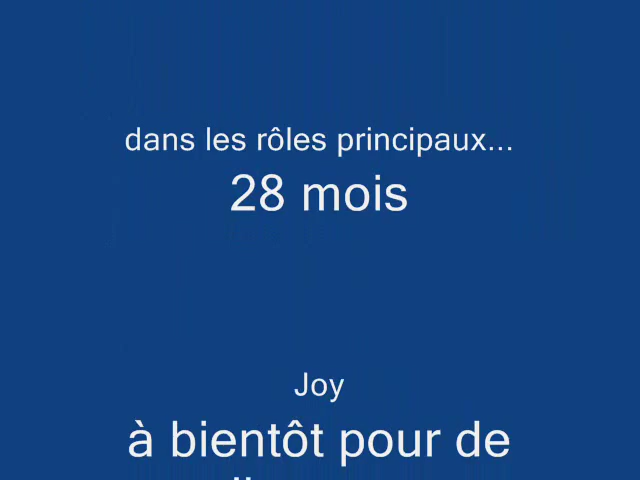 dans les rôles principaux...
28 mois
Joy
à bientôt pour de